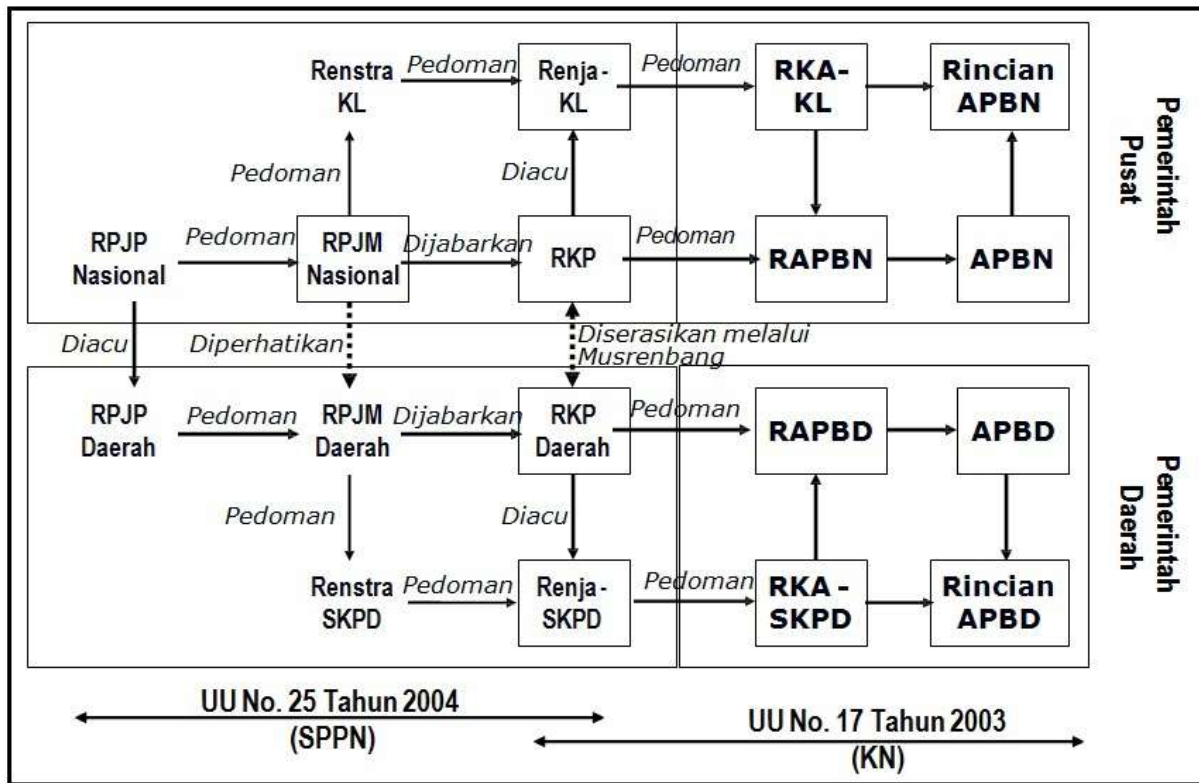 Renstra
KL
Pedoman
Renja -
KL
Pedoman
RKA-
KL
Rincian
APBN
Pedoman
Diacu
RPJP
Nasional
Pedoman
RPJM
Nasional
Dijabarkan
RKP
Pedoman
RAPBN
APBN
Pemerintah
Pusat
Diacu
Diperhatikan
Diserasikan melalui
Musrenbang
RPJP
Daerah
Pedoman
RPJM
Daerah
Dijabarkan
RKP
Daerah
Pedoman
RAPBD
APBD
Pedoman
Diacu
Renstra
SKPD
Pedoman
Renja -
SKPD
Pedoman
RKA -
SKPD
Rincian
APBD
Pemerintah
Daerah
UU No. 25 Tahun 2004
(SPPN)
UU No. 17 Tahun 2003
(KN)